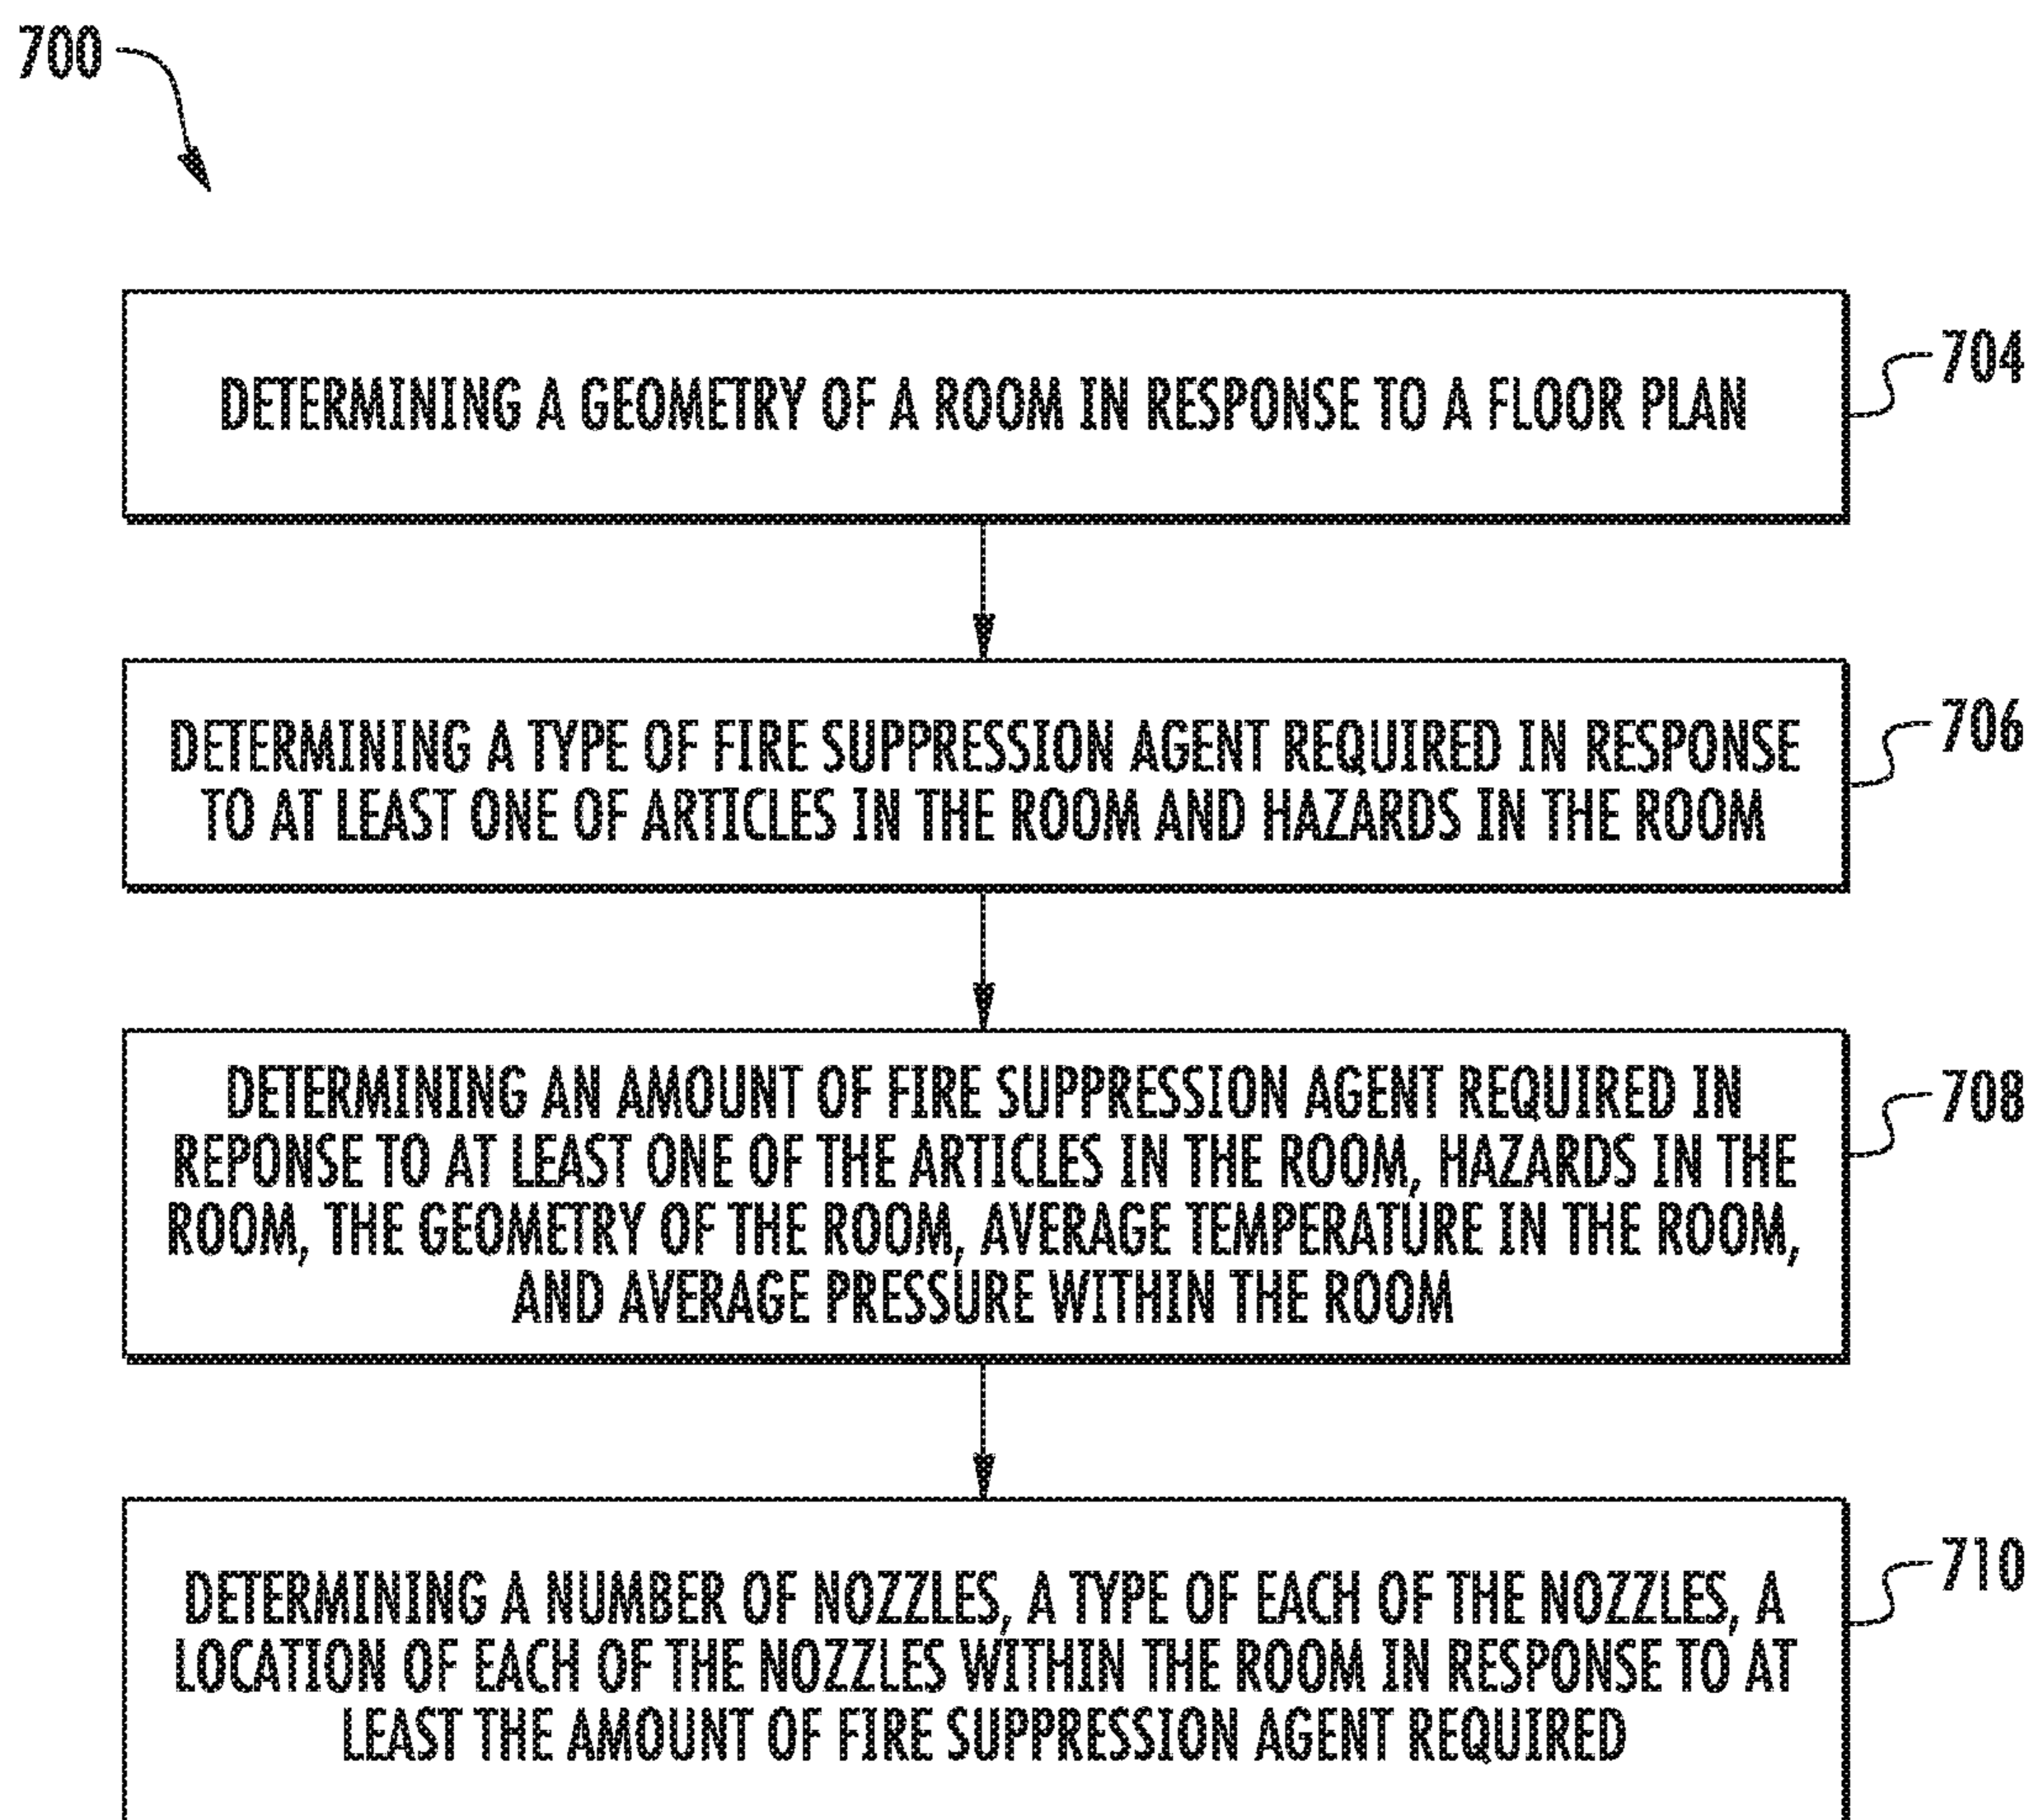 700
DETERMINING A GEOMETRY OF A ROOM IN RESPONSE TO A FLOOR PLAN
704
DETERMINING A TYPE OF FIRE SUPPRESSION AGENT REQUIRED IN RESPONSE
TO AT LEAST ONE OF ARTICLES IN THE ROOM AND HAZARDS IN THE ROOM
706
DETERMINING AN AMOUNT OF FIRE SUPPRESSION AGENT REQUIRED IN
REPONSE TO AT LEAST ONE OF THE ARTICLES IN THE ROOM, HAZARDS IN THE
ROOM, THE GEOMETRY OF THE ROOM, AVERAGE TEMPERATURE IN THE ROOM,
AND AVERAGE PRESSURE WITHIN THE ROOM
708
DETERMINING A NUMBER OF NOZZLES, A TYPE OF EACH OF THE NOZZLES, A
LOCATION OF EACH OF THE NOZZLES WITHIN THE ROOM IN RESPONSE TO AT
LEAST THE AMOUNT OF FIRE SUPPRESSION AGENT REQUIRED
710